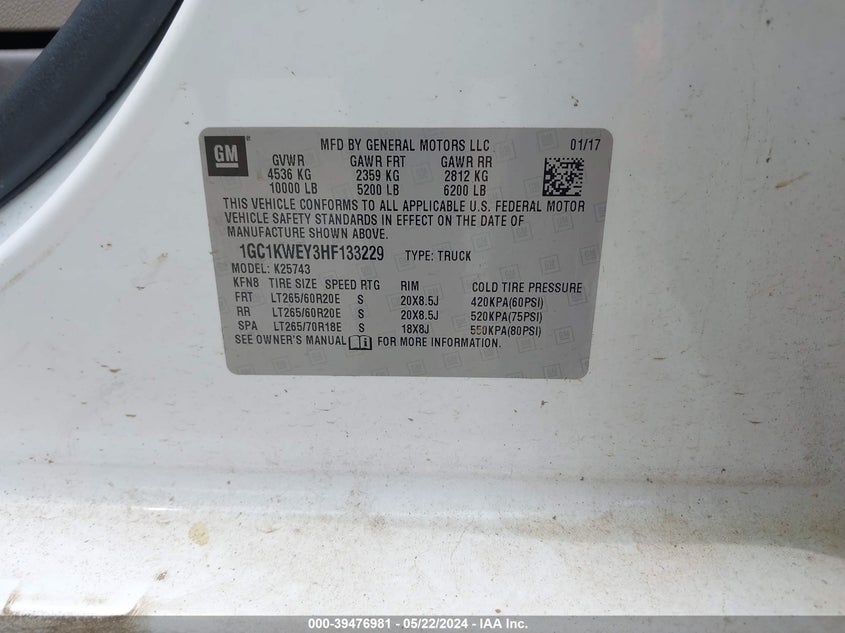 GM ®
MFD BY GENERAL MOTORS LLC 01/17
GVWR GAWR FRT GAWR RR
4536 KG 2359 KG 2812 KG
10000 LB 5200 LB 6200 LB
THIS VEHICLE CONFORMS TO ALL APPLICABLE U.S. FEDERAL MOTOR
VEHICLE SAFETY STANDARDS IN EFFECT ON THE DATE OF
MANUFACTURE SHOWN ABOVE.
1GC1KWEY3HF133229 TYPE: TRUCK
MODEL: K25743
KFN8 TIRE SIZE SPEED RTG RIM COLD TIRE PRESSURE
FRT LT265/60R20E S 20X8.5J 420KPA(60PSI)
RR LT265/60R20E S 20X8.5J 520KPA(75PSI)
SPA LT265/70R18E S 18X8J 550KPA(80PSI)
SEE OWNER'S MANUAL FOR MORE INFORMATION.
000-39476981 - 05/22/2024 - IAA Inc.